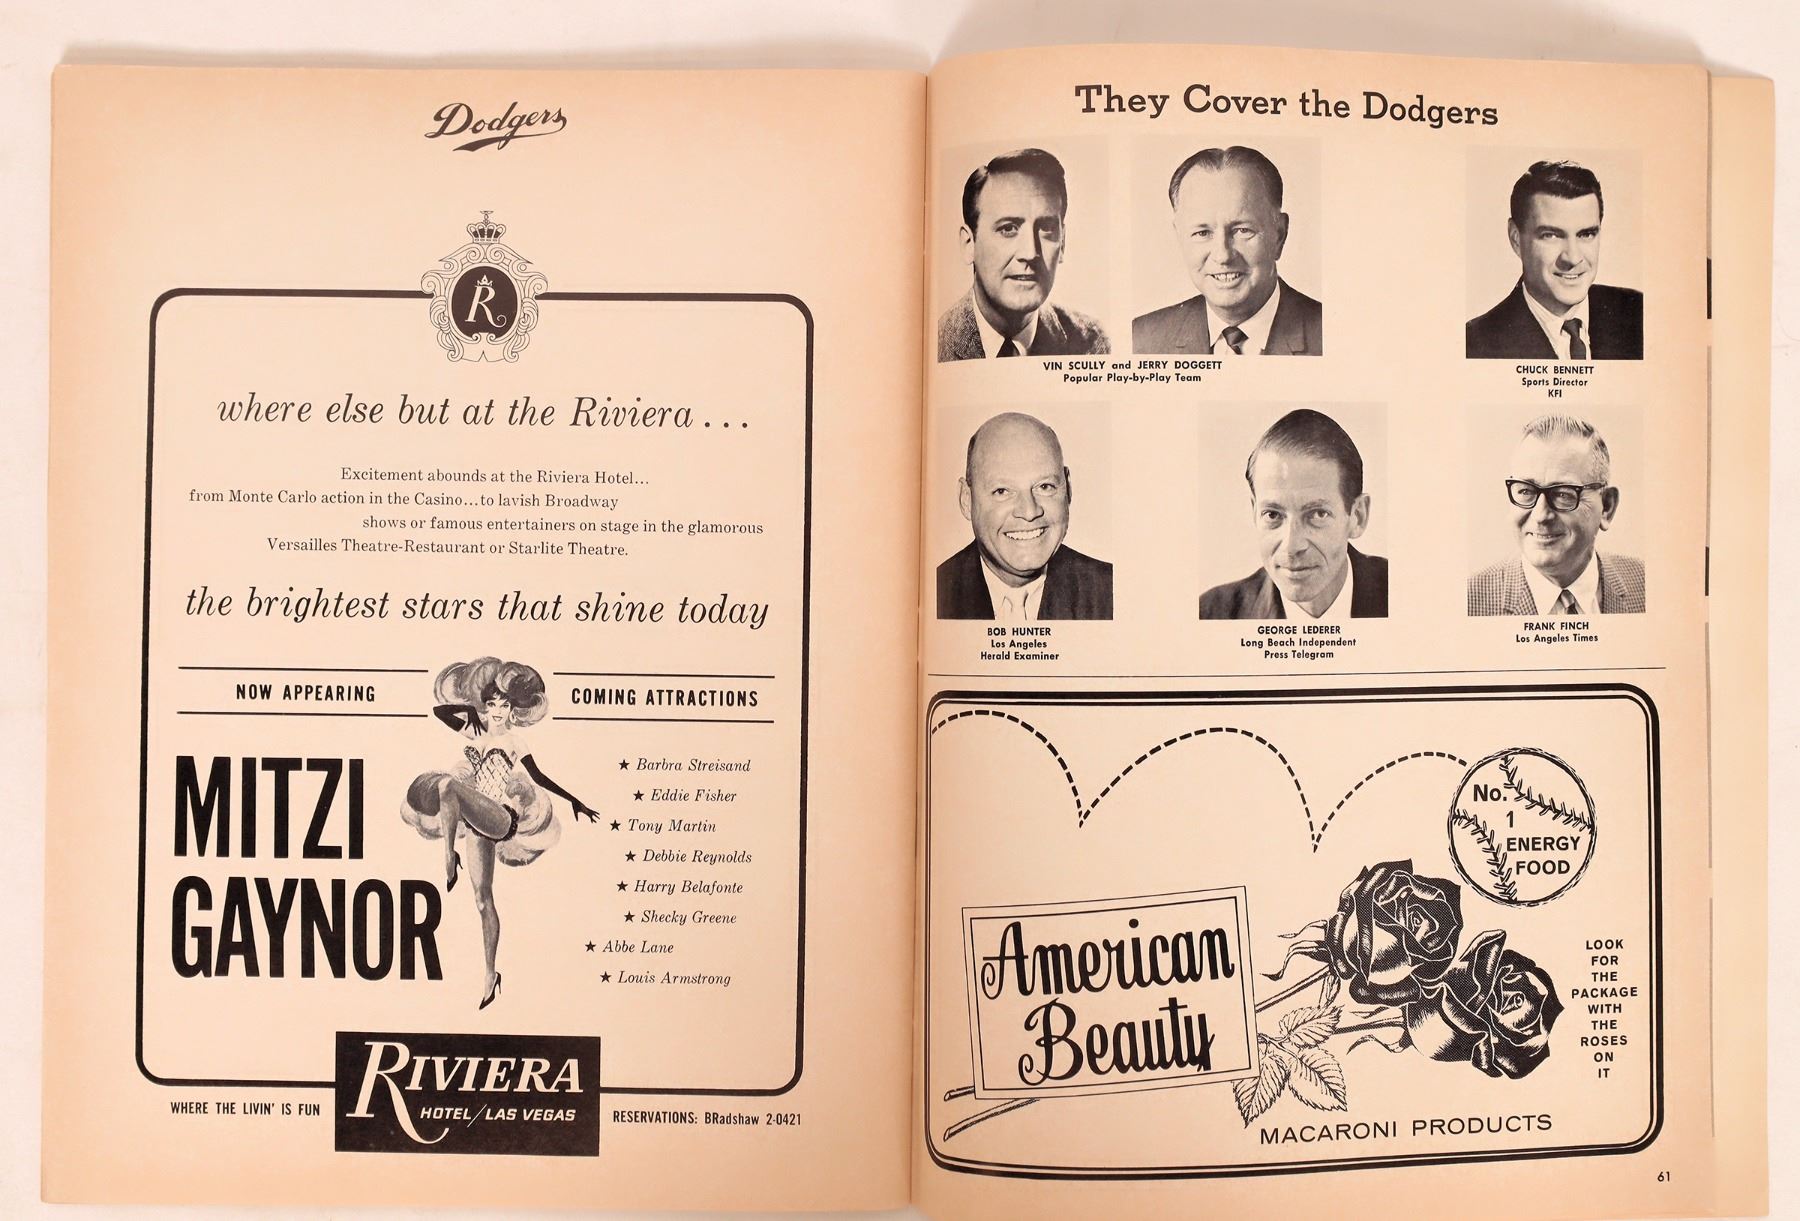 Dodgers
R
where else but at the Riviera . . .
Excitement abounds at the Riviera Hotel...
from Monte Carlo action in the Casino...to lavish Broadway
shows or famous entertainers on stage in the glamorous
Versailles Theatre-Restaurant or Starlite Theatre.
the brightest stars that shine today
NOW APPEARING
COMING ATTRACTIONS
MITZI
GAYNOR
★ Barbra Streisand
★ Eddie Fisher
★ Tony Martin
★ Debbie Reynolds
★ Harry Belafonte
★ Shecky Greene
★ Abbe Lane
★ Louis Armstrong
WHERE THE LIVIN' IS FUN
RIVIERA
HOTEL/LAS VEGAS
RESERVATIONS: BRadshaw 2-0421
They Cover the Dodgers
VIN SCULLY and JERRY DOGGETT
Popular Play-by-Play Team
CHUCK BENNETT
Sports Director
KFI
BOB HUNTER
Los Angeles
Herald Examiner
GEORGE LEDERER
Long Beach Independent
Press Telegram
FRANK FINCH
Los Angeles Times
No.
1
ENERGY
FOOD
American
Beauty
LOOK
FOR
THE
PACKAGE
WITH
THE
ROSES
ON
IT
MACARONI PRODUCTS
61